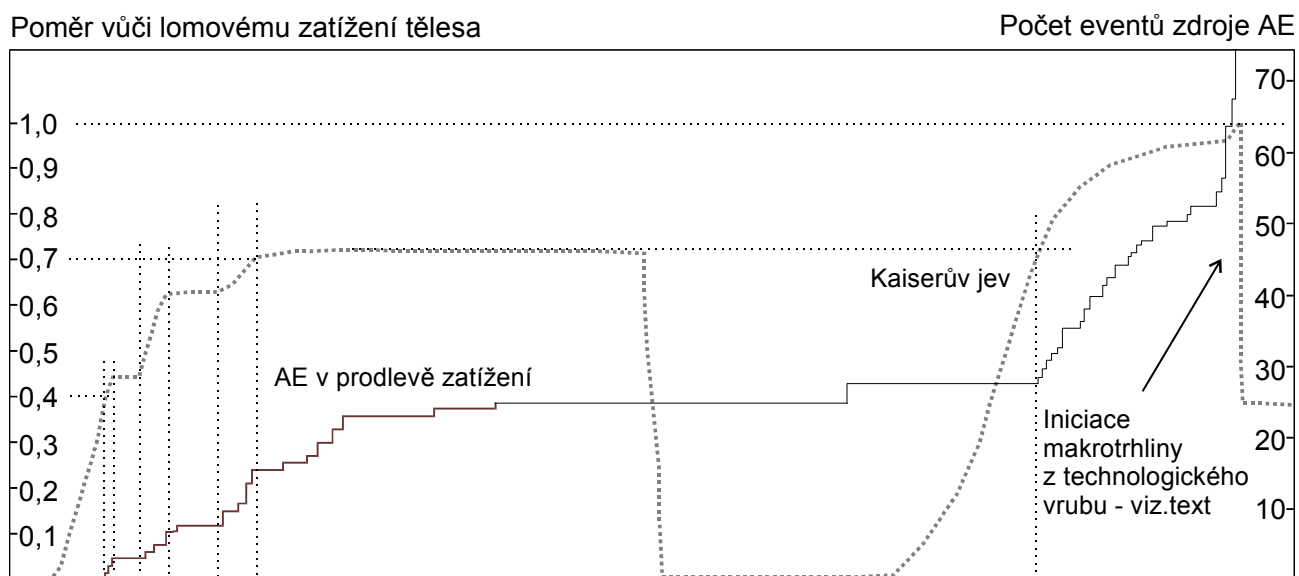 Poměr vůči lomovému zatížení tělesa
Počet eventů zdroje AE
1,0
0,9
0,8
0,7
0,6
0,5
0,4
0,3
0,2
0,1
70
60
50
40
30
20
10
Kaiserův jev
AE v prodlevě zatížení
Iniciace
makrotrhliny
z technologického
vrubu - viz.text